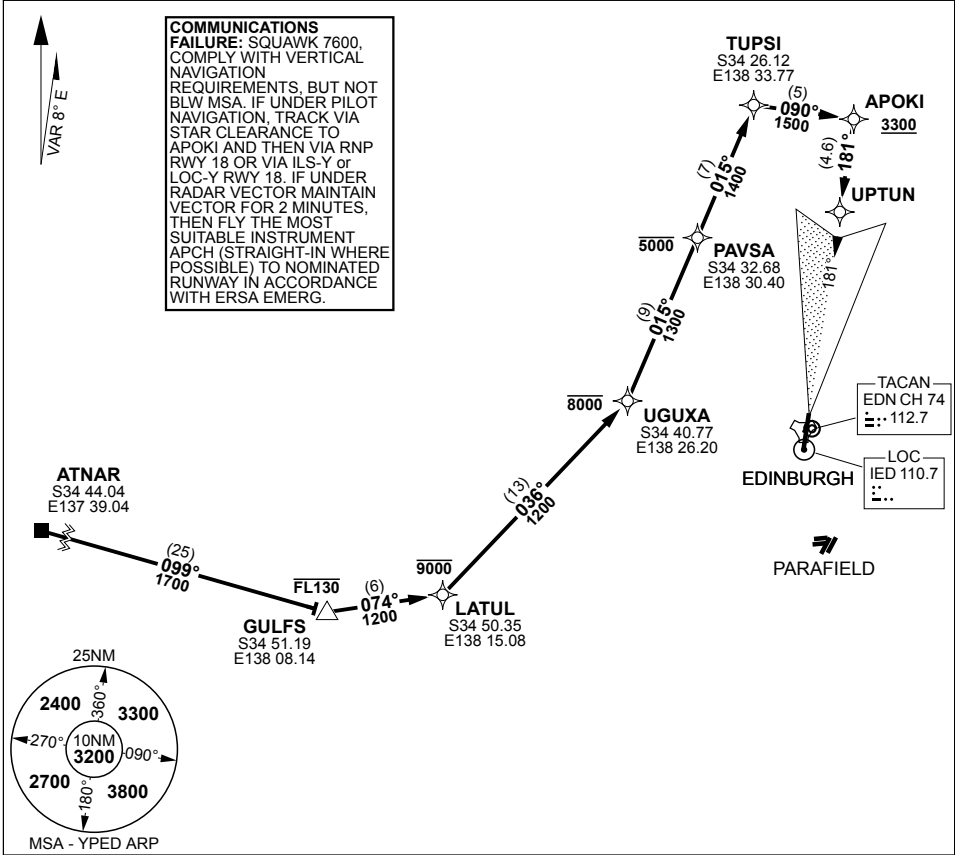 COMMUNICATIONS
FAILURE: SQUAWK 7600,
COMPLY WITH VERTICAL
NAVIGATION
REQUIREMENTS, BUT NOT
BLW MSA. IF UNDER PILOT
NAVIGATION, TRACK VIA
STAR CLEARANCE TO
APOKI AND THEN VIA RNP
RWY 18 OR VIA ILS-Y or
LOC-Y RWY 18. IF UNDER
RADAR VECTOR MAINTAIN
VECTOR FOR 2 MINUTES,
THEN FLY THE MOST
SUITABLE INSTRUMENT
APCH (STRAIGHT-IN WHERE
POSSIBLE) TO NOMINATED
RUNWAY IN ACCORDANCE
WITH ERSA EMERG.
VAR 8° E
TUPSI
S34 26.12
E138 33.77
(5)
090°
1500
APOKI
3300
(4.6)
181°
UPTUN
181°
(7)
015°
1400
5000
PAVSA
S34 32.68
E138 30.40
(9)
015°
1300
8000
UGUXA
S34 40.77
E138 26.20
TACAN
EDN CH 74
112.7
LOC
IED 110.7
EDINBURGH
PARAFIELD
(13)
036°
1200
ATNAR
S34 44.04
E137 39.04
(25)
099°
1700
FL130
GULFS
S34 51.19
E138 08.14
(6)
074°
1200
9000
LATUL
S34 50.35
E138 15.08
25NM
2400
360°
3300
270°
10NM
3200
090°
2700
180°
3800
MSA - YPED ARP